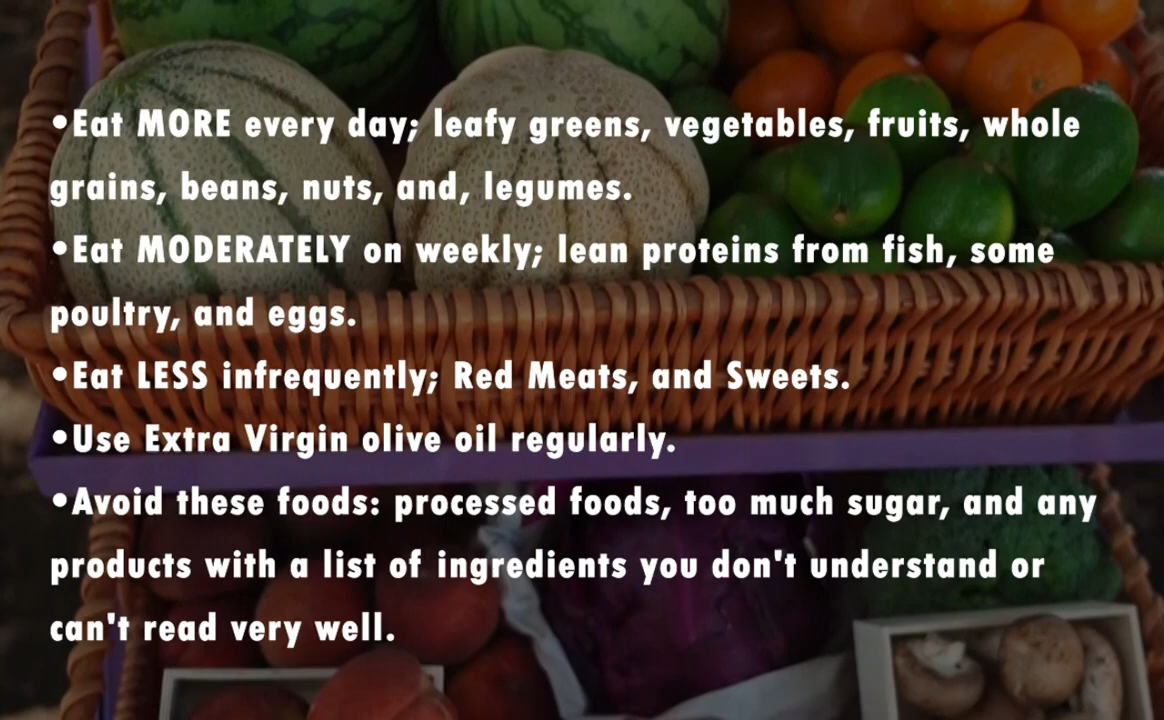 •Eat MORE every day; leafy greens, vegetables, fruits, whole
grains, beans, nuts, and, legumes.
•Eat MODERATELY on weekly; lean proteins from fish, some
poultry, and eggs.
•Eat LESS infrequently; Red Meats, and Sweets.
•Use Extra Virgin olive oil regularly.
•Avoid these foods: processed foods, too much sugar, and any
products with a list of ingredients you don't understand or
can't read very well.